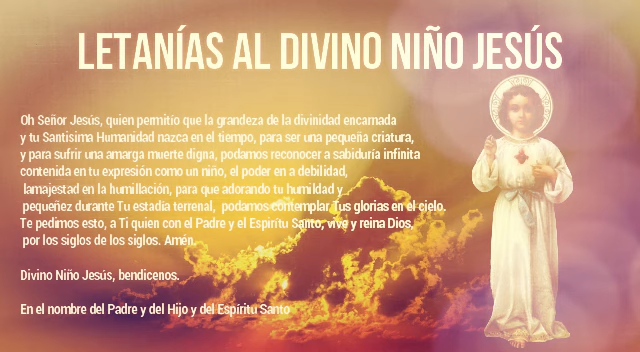 LETANÍAS AL DIVINO NIÑO JESÚS
Oh Señor Jesús, quien permitío que la grandeza de la divinidad encarnada
y tu Santisima Humanidad nazca en el tiempo, para ser una pequeña criatura,
y para sufrir una amarga muerte digna, podamos reconocer a sabiduría infinita
contenida en tu expresión como un niño, el poder en a debilidad,
lamajestad en la humillación, para que adorando tu humildad y
pequeñez durante Tu estadía terrenal, podamos contemplar Tus glorias en el cielo.
Te pedimos esto, a Ti quien con el Padre y el Espirítu Santo, vive y reina Dios,
por los siglos de los siglos. Amén.
Divino Niño Jesús, bendícenos.
En el nombre del Padre y del Hijo y del Espíritu Santo